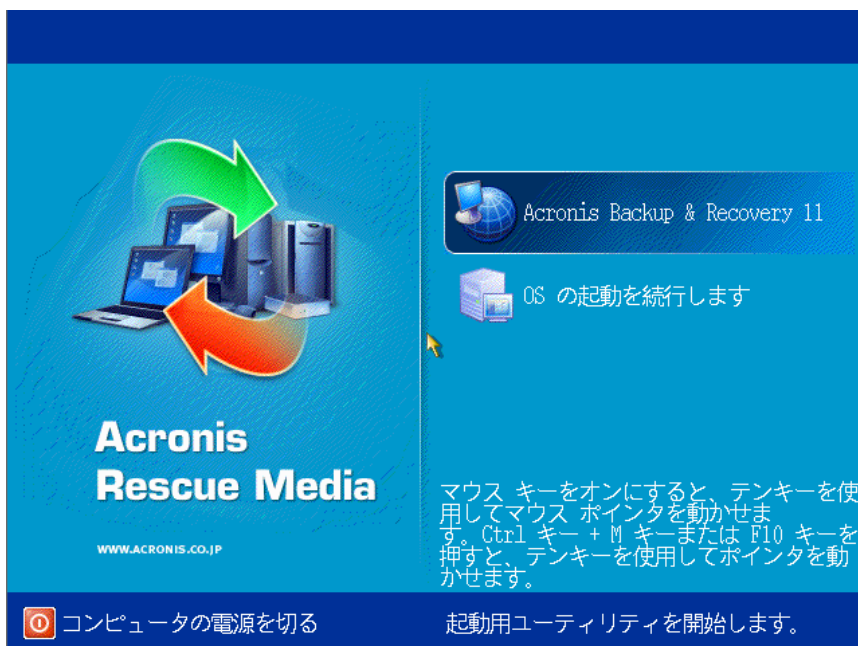 Acronis Backup & Recovery 11
OS の起動を続行します
Acronis
Rescue Media
WWW.ACRONIS.CO.JP
マウス キーをオンにすると、テンキーを使
用してマウス ポインタを動かせま
す。Ctrl キー + M キーまたは F10 キーを
押すと、テンキーを使用してポインタを動
かせます。
コンピュータの電源を切る
起動用ユーティリティを開始します。